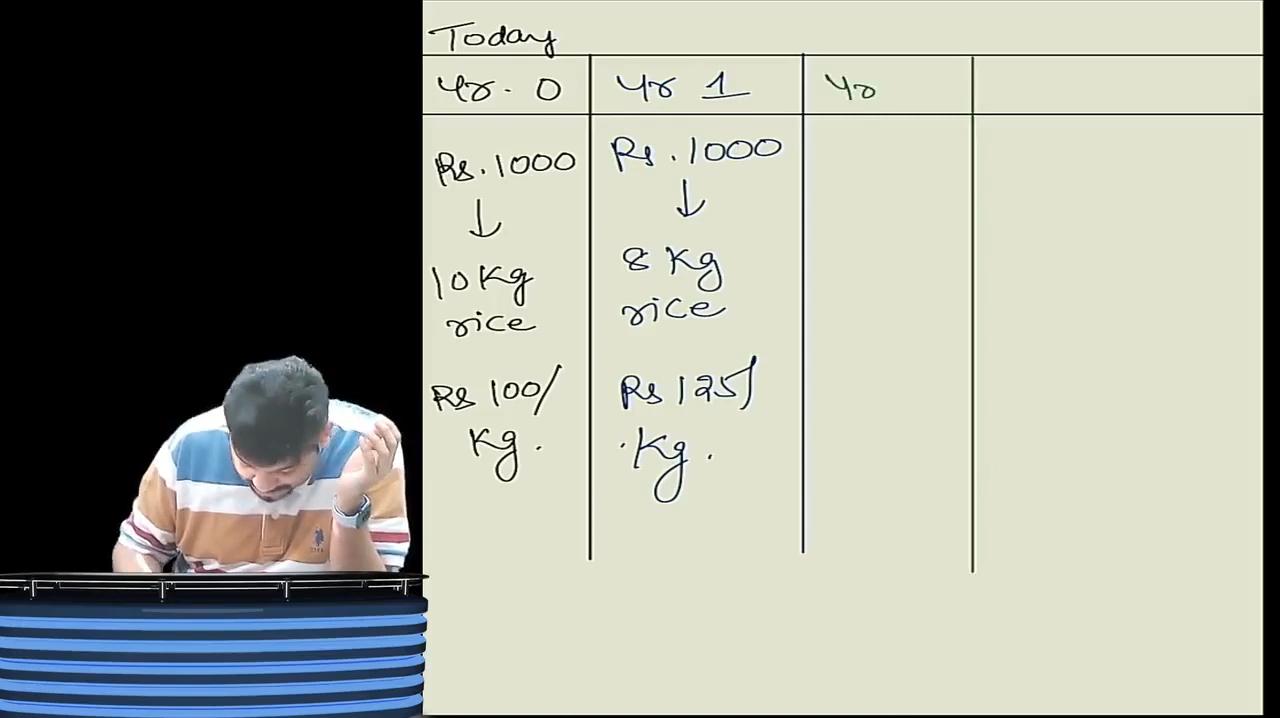 Today
Yr. 0
Yr 1
Yr
Rs. 1000
Rs. 1000
↓
↓
10 Kg
8 Kg
rice
rice
Rs 100/
Rs 125/
Kg.
Kg.